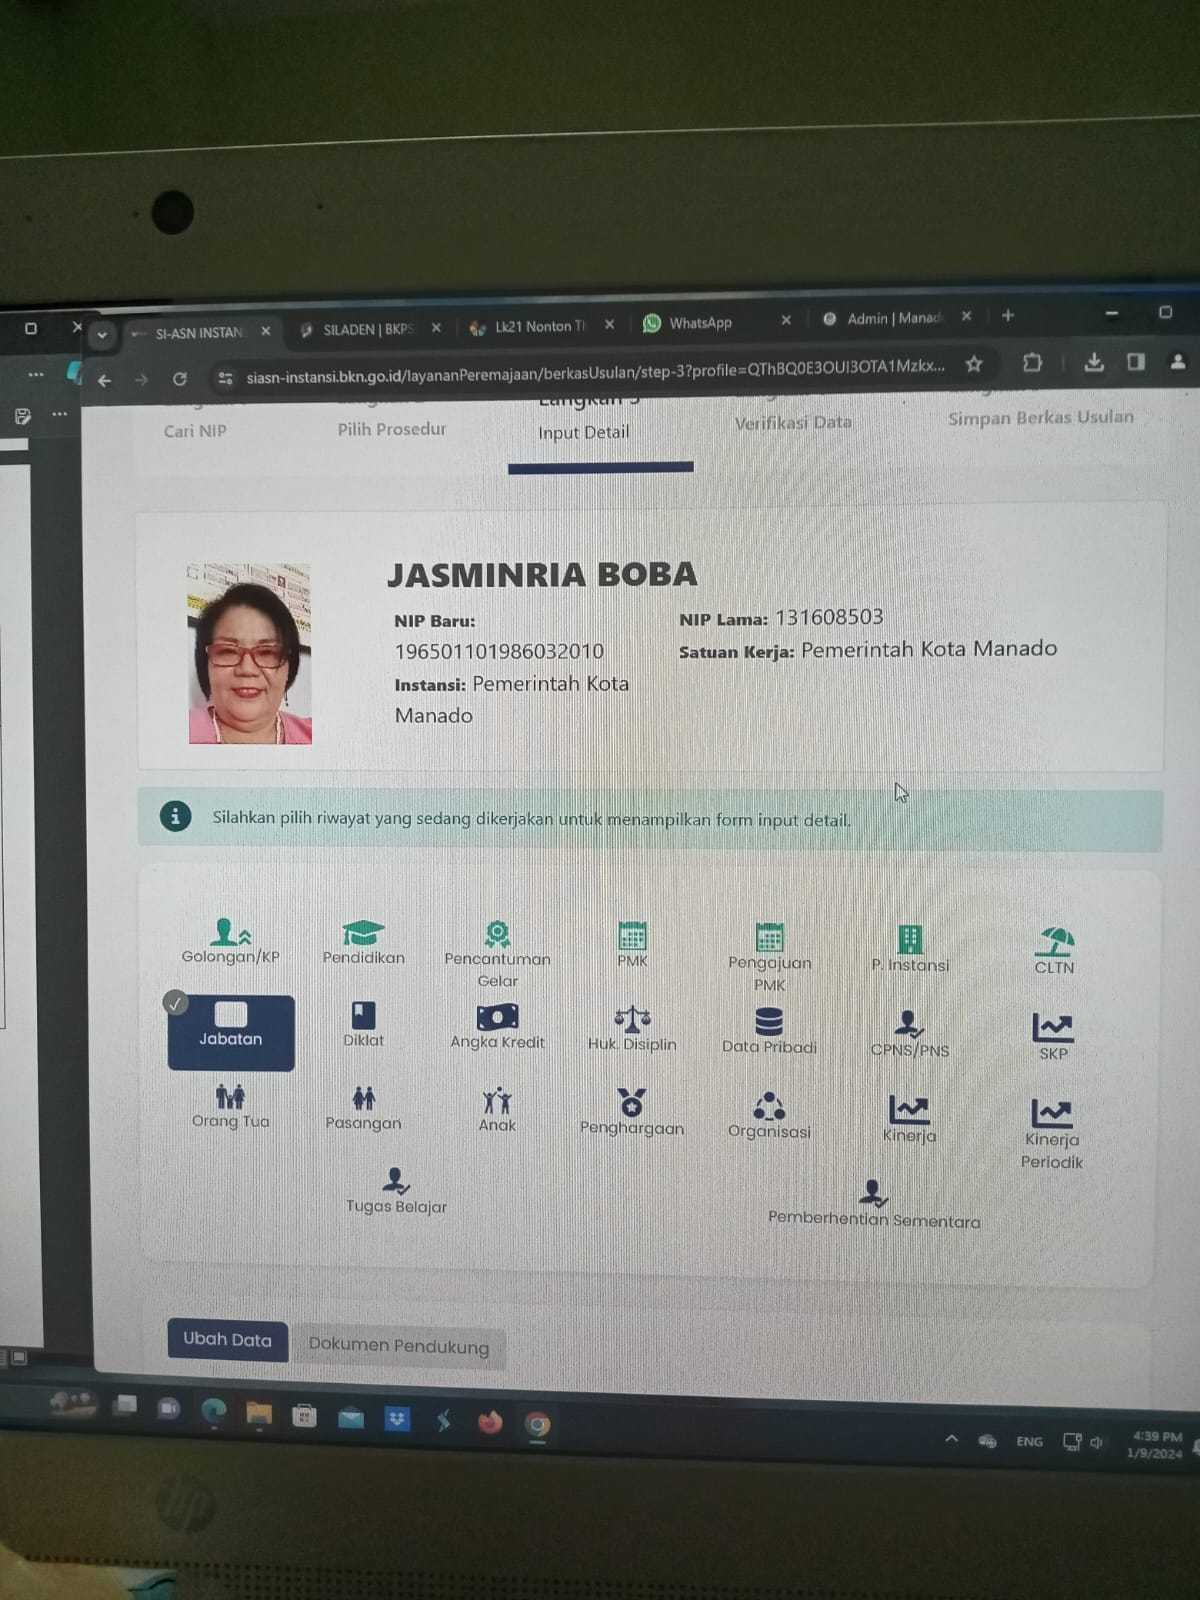 SI-ASN INSTAN
SILADEN | BKPS
Lk21 Nonton Tl
WhatsApp
Admin | Manad
siasn-instansi.bkn.go.id/layananPeremajaan/berkasUsulan/step-3?profile=QThBQ0E3OUI3OTA1Mzkx...
Cari NIP
Pilih Prosedur
Langkah 3
Input Detail
Verifikasi Data
Simpan Berkas Usulan
JASMINRIA BOBA
NIP Baru:
196501101986032010
NIP Lama: 131608503
Satuan Kerja: Pemerintah Kota Manado
Instansi: Pemerintah Kota
Manado
Silahkan pilih riwayat yang sedang dikerjakan untuk menampilkan form input detail.
Golongan/KP
Pendidikan
Pencantuman
Gelar
PMK
Pengajuan
PMK
P. Instansi
CLTN
Jabatan
Diklat
Angka Kredit
Huk. Disiplin
Data Pribadi
CPNS/PNS
SKP
Orang Tua
Pasangan
Anak
Penghargaan
Organisasi
Kinerja
Kinerja
Periodik
Tugas Belajar
Pemberhentian Sementara
Ubah Data
Dokumen Pendukung
ENG
4:39 PM
1/9/2024
hp